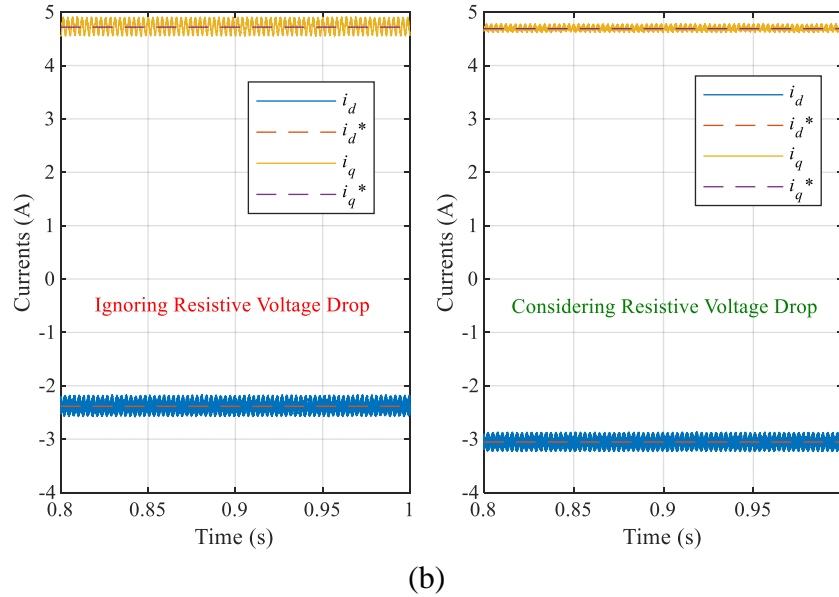 5
4
3
2
1
0
-1
-2
-3
-4
0.8
0.85
0.9
0.95
1
Currents (A)
Time (s)
i_d
i_d*
i_q
i_q*
Ignoring Resistive Voltage Drop
5
4
3
2
1
0
-1
-2
-3
-4
0.8
0.85
0.9
0.95
Currents (A)
Time (s)
i_d
i_d*
i_q
i_q*
Considering Resistive Voltage Drop
(b)